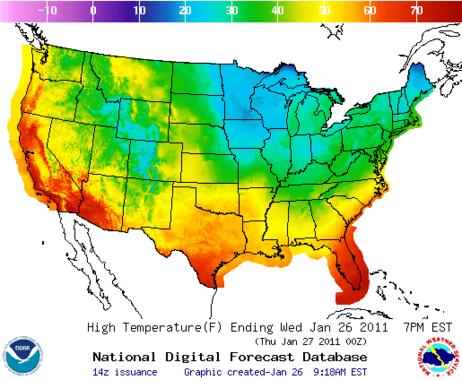 -10 0 10 20 30 40 50 60 70
High Temperature(F) Ending Wed Jan 26 2011 7PM EST
(Thu Jan 27 2011 00Z)
National Digital Forecast Database
14z issuance Graphic created-Jan 26 9:18AM EST
NOAA
NATIONAL WEATHER SERVICE